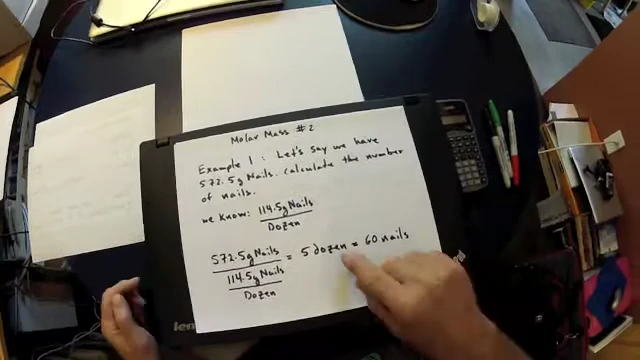 Molar Mass #2
Example 1: Let's say we have
572.5g Nails. Calculate the number
of nails.
we know: 114.5g Nails
Dozen
572.5g Nails = 5 dozen = 60 nails
114.5g Nails
Dozen
leno